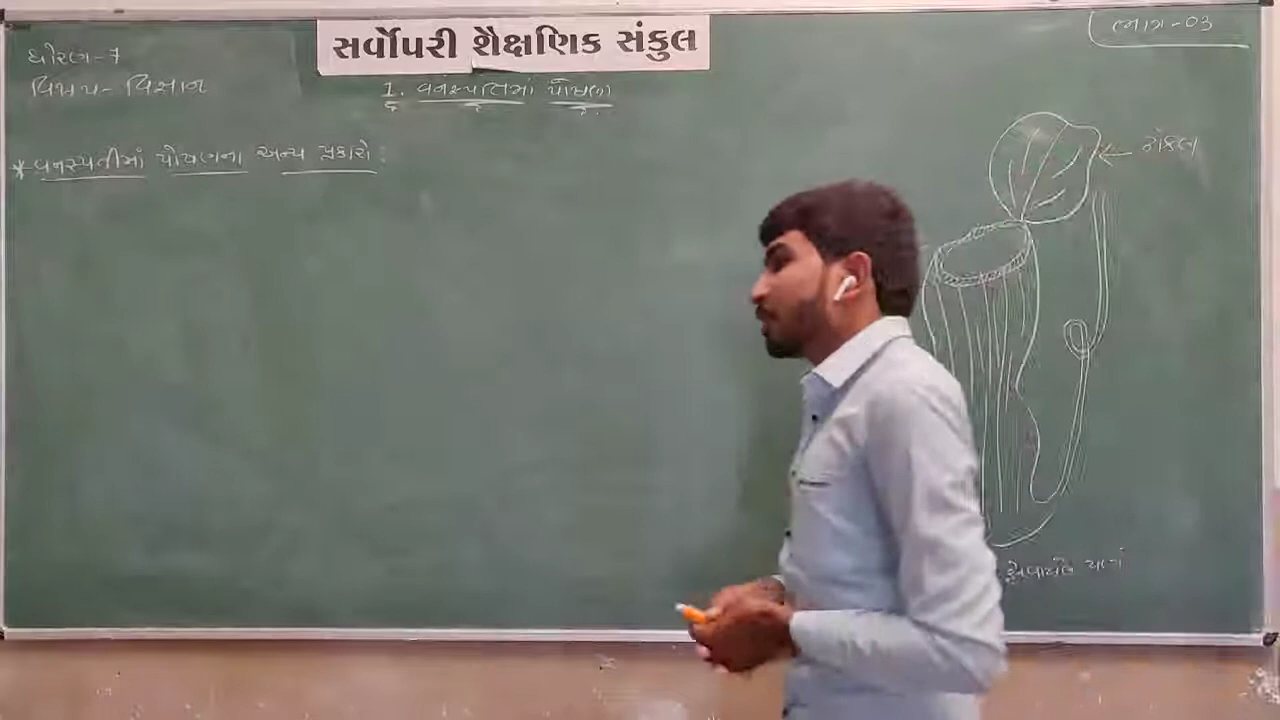 સર્વોપરી શૈક્ષણિક સંકુલ
ધોરણ-7
વિષય- વિજ્ઞાન
1. વનસ્પતિમાં પોષણ
ભાગ-03
*વનસ્પતીમાં પોષણના અન્ય પ્રકારો:
ઢાંકણ